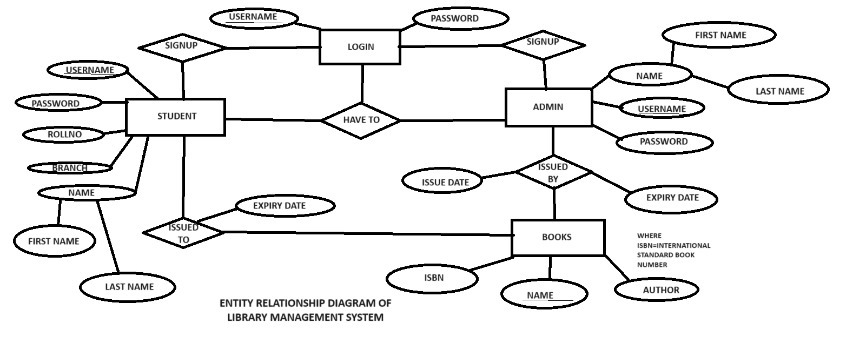 USERNAME
PASSWORD
SIGNUP
LOGIN
SIGNUP
FIRST NAME
USERNAME
NAME
LAST NAME
PASSWORD
STUDENT
HAVE TO
ADMIN
USERNAME
ROLLNO
PASSWORD
BRANCH
ISSUED
BY
ISSUE DATE
NAME
EXPIRY DATE
EXPIRY DATE
FIRST NAME
ISSUED
TO
BOOKS
WHERE
ISBN=INTERNATIONAL
STANDARD BOOK
NUMBER
ISBN
LAST NAME
NAME
AUTHOR
ENTITY RELATIONSHIP DIAGRAM OF
LIBRARY MANAGEMENT SYSTEM